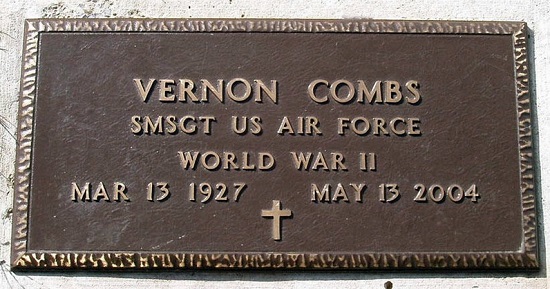 VERNON COMBS
SMSGT US AIR FORCE
WORLD WAR II
MAR 13 1927 MAY 13 2004